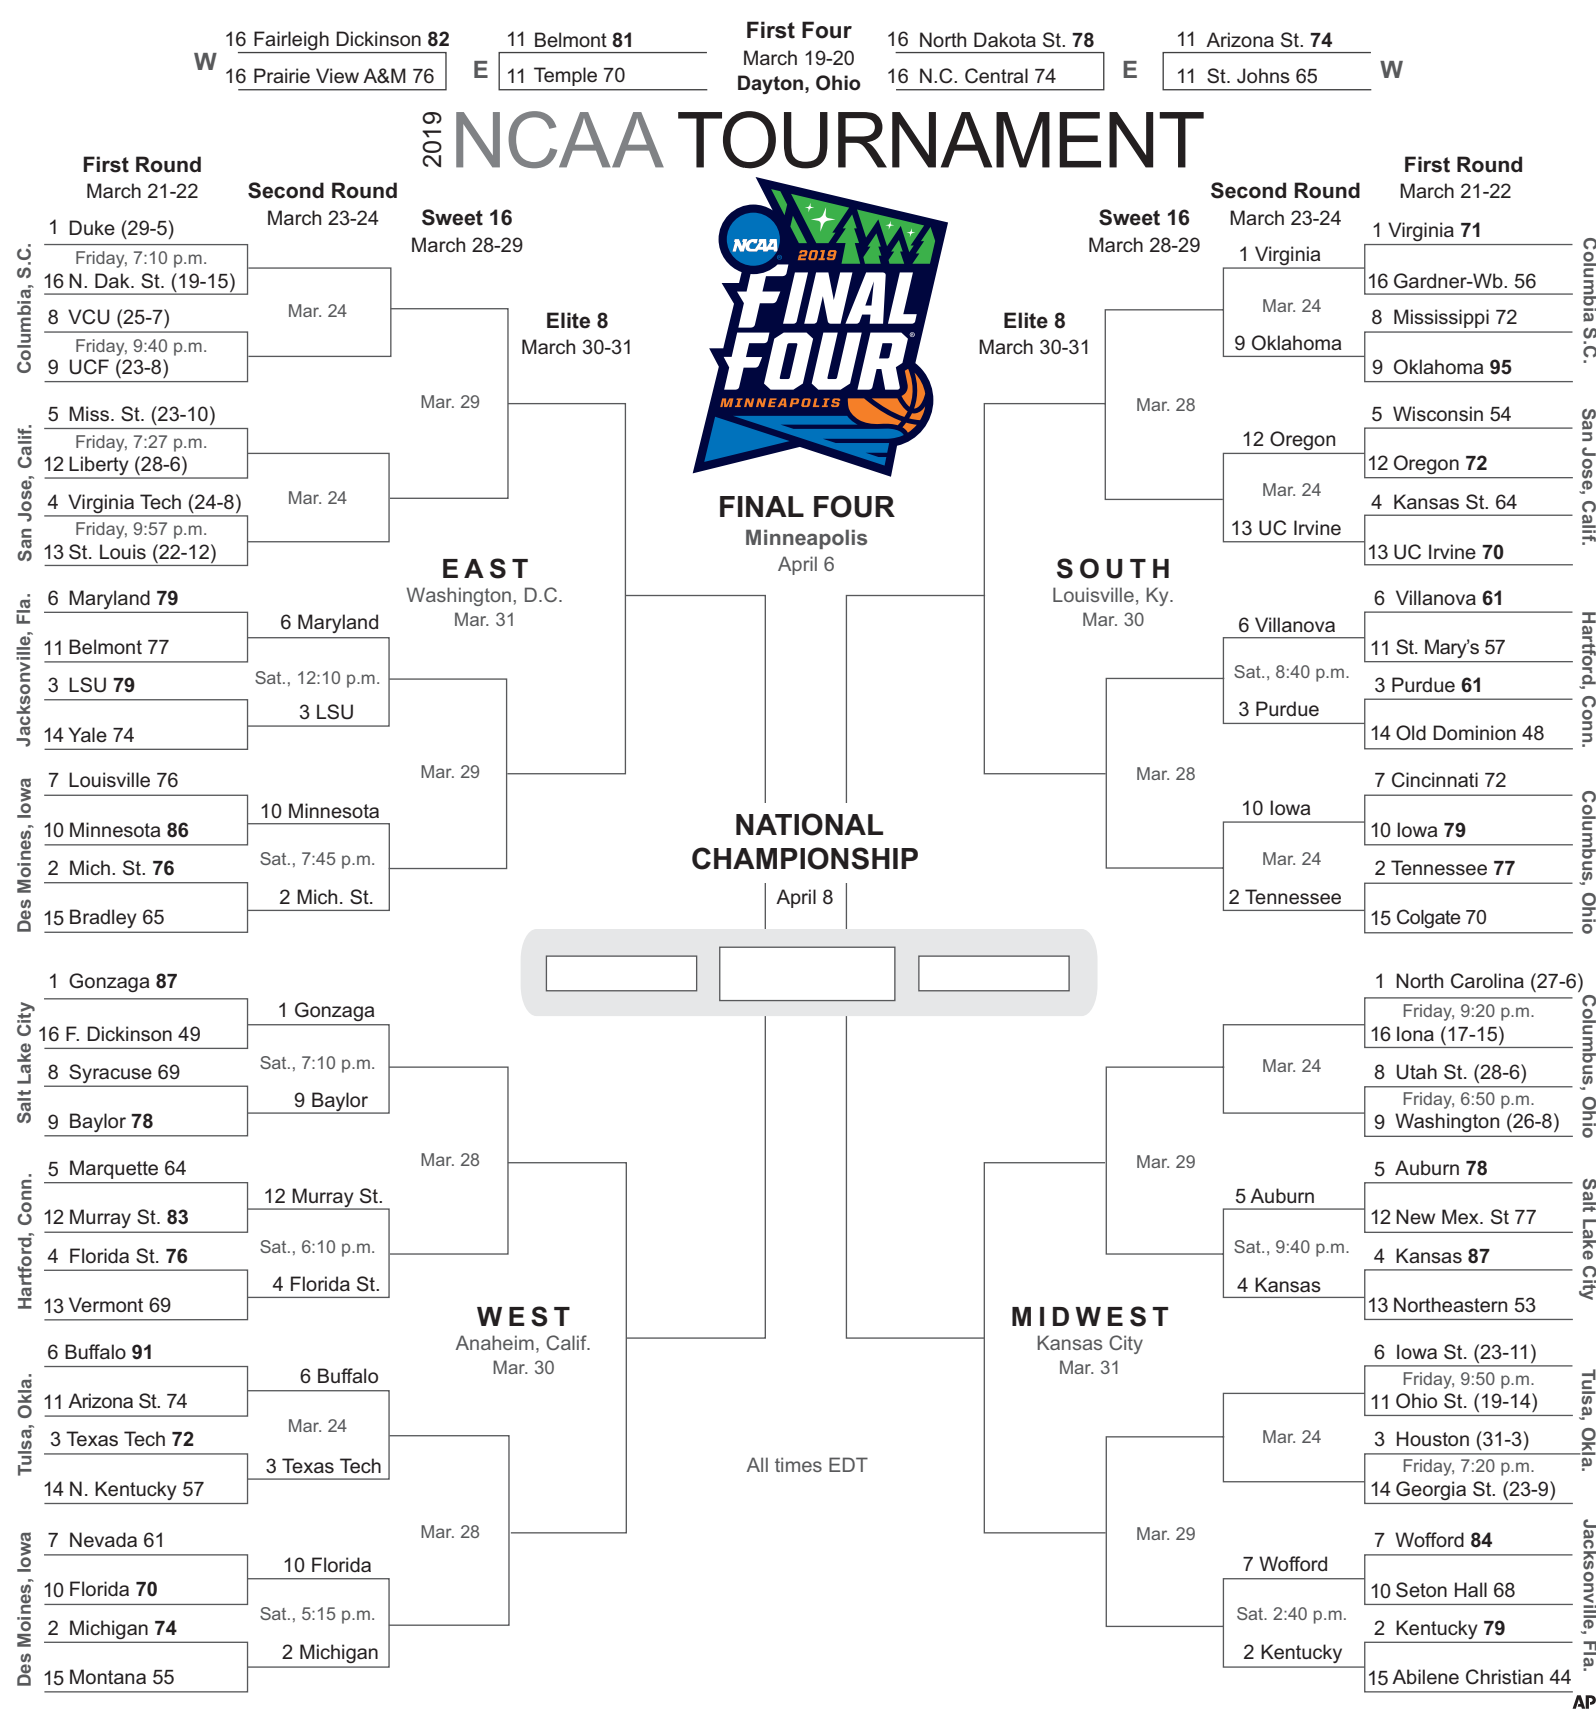 W
16 Fairleigh Dickinson 82
16 Prairie View A&M 76
E
11 Belmont 81
11 Temple 70
First Four
March 19-20
Dayton, Ohio
16 North Dakota St. 78
16 N.C. Central 74
E
11 Arizona St. 74
11 St. Johns 65
W
2019
NCAA TOURNAMENT
First Round
March 21-22
Second Round
March 23-24
Sweet 16
March 28-29
Elite 8
March 30-31
NCAA
2019
FINAL
FOUR
MINNEAPOLIS
Elite 8
March 30-31
Sweet 16
March 28-29
Second Round
March 23-24
First Round
March 21-22
Columbia, S.C.
1 Duke (29-5)
Friday, 7:10 p.m.
16 N. Dak. St. (19-15)
8 VCU (25-7)
Friday, 9:40 p.m.
9 UCF (23-8)
Mar. 24
San Jose, Calif.
5 Miss. St. (23-10)
Friday, 7:27 p.m.
12 Liberty (28-6)
4 Virginia Tech (24-8)
Friday, 9:57 p.m.
13 St. Louis (22-12)
Mar. 24
Mar. 29
EAST
Washington, D.C.
Mar. 31
Jacksonville, Fla.
6 Maryland 79
11 Belmont 77
3 LSU 79
14 Yale 74
6 Maryland
Sat., 12:10 p.m.
3 LSU
Des Moines, Iowa
7 Louisville 76
10 Minnesota 86
2 Mich. St. 76
15 Bradley 65
10 Minnesota
Sat., 7:45 p.m.
2 Mich. St.
Mar. 29
Salt Lake City
1 Gonzaga 87
16 F. Dickinson 49
8 Syracuse 69
9 Baylor 78
1 Gonzaga
Sat., 7:10 p.m.
9 Baylor
Hartford, Conn.
5 Marquette 64
12 Murray St. 83
4 Florida St. 76
13 Vermont 69
12 Murray St.
Sat., 6:10 p.m.
4 Florida St.
Mar. 28
WEST
Anaheim, Calif.
Mar. 30
Tulsa, Okla.
6 Buffalo 91
11 Arizona St. 74
3 Texas Tech 72
14 N. Kentucky 57
6 Buffalo
Mar. 24
3 Texas Tech
Des Moines, Iowa
7 Nevada 61
10 Florida 70
2 Michigan 74
15 Montana 55
10 Florida
Sat., 5:15 p.m.
2 Michigan
Mar. 28
FINAL FOUR
Minneapolis
April 6
NATIONAL
CHAMPIONSHIP
April 8
All times EDT
1 Virginia
Mar. 24
9 Oklahoma
1 Virginia 71
16 Gardner-Wb. 56
8 Mississippi 72
9 Oklahoma 95
Columbia S.C.
Mar. 28
12 Oregon
Mar. 24
13 UC Irvine
5 Wisconsin 54
12 Oregon 72
4 Kansas St. 64
13 UC Irvine 70
San Jose, Calif.
SOUTH
Louisville, Ky.
Mar. 30
6 Villanova
Sat., 8:40 p.m.
3 Purdue
6 Villanova 61
11 St. Mary's 57
3 Purdue 61
14 Old Dominion 48
Hartford, Conn.
Mar. 28
10 Iowa
Mar. 24
2 Tennessee
7 Cincinnati 72
10 Iowa 79
2 Tennessee 77
15 Colgate 70
Columbus, Ohio
1 North Carolina (27-6)
Friday, 9:20 p.m.
16 Iona (17-15)
8 Utah St. (28-6)
Friday, 6:50 p.m.
9 Washington (26-8)
Mar. 24
Columbus, Ohio
Mar. 29
5 Auburn
Sat., 9:40 p.m.
4 Kansas
5 Auburn 78
12 New Mex. St 77
4 Kansas 87
13 Northeastern 53
Salt Lake City
MIDWEST
Kansas City
Mar. 31
6 Iowa St. (23-11)
Friday, 9:50 p.m.
11 Ohio St. (19-14)
3 Houston (31-3)
Friday, 7:20 p.m.
14 Georgia St. (23-9)
Mar. 24
Tulsa, Okla.
Mar. 29
7 Wofford
Sat. 2:40 p.m.
2 Kentucky
7 Wofford 84
10 Seton Hall 68
2 Kentucky 79
15 Abilene Christian 44
Jacksonville, Fla.
AP